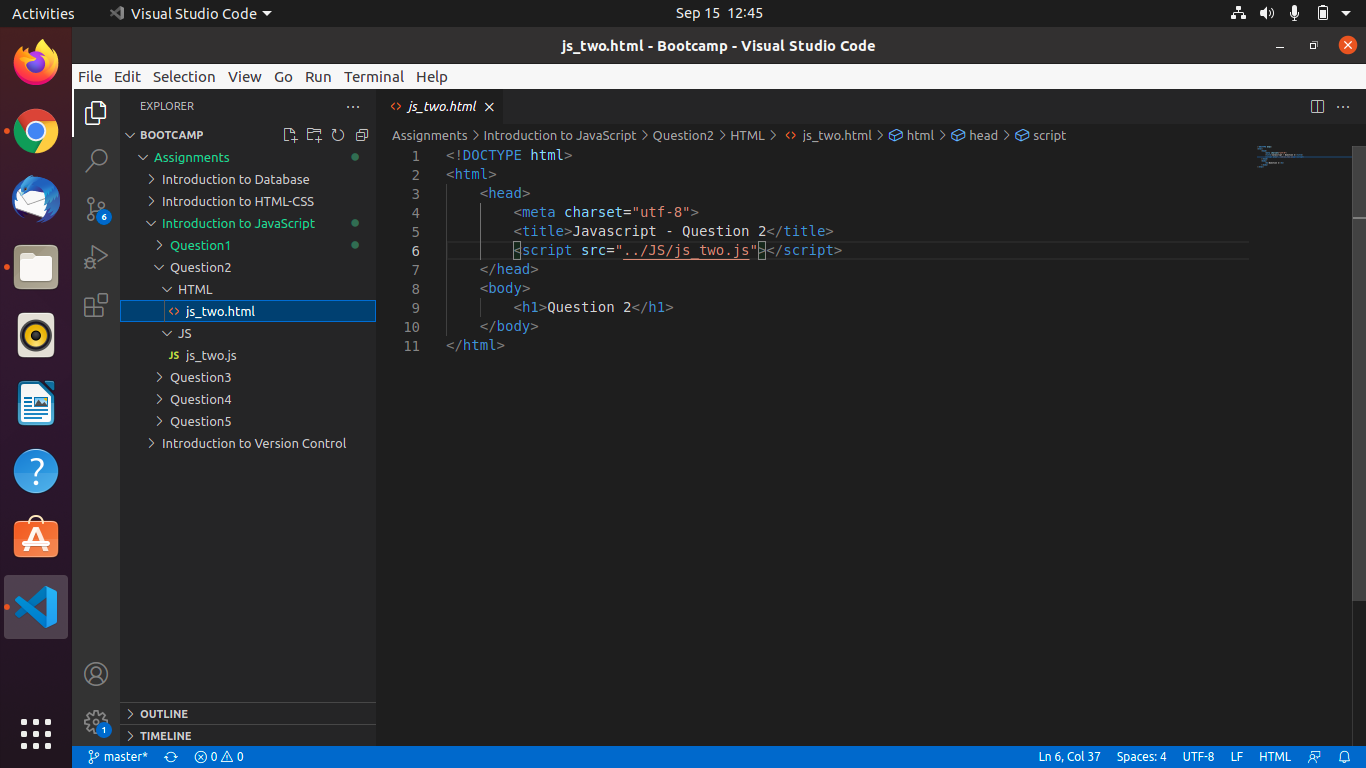 Activities Visual Studio Code Sep 15 12:45
js_two.html - Bootcamp - Visual Studio Code
File Edit Selection View Go Run Terminal Help
EXPLORER
BOOTCAMP
Assignments
Introduction to Database
Introduction to HTML-CSS
Introduction to JavaScript
Question1
Question2
HTML
<> js_two.html
JS
JS js_two.js
Question3
Question4
Question5
Introduction to Version Control
OUTLINE
TIMELINE
6
1
<> js_two.html
Assignments > Introduction to JavaScript > Question2 > HTML > <> js_two.html > html > head > script
1 <!DOCTYPE html>
2 <html>
3 <head>
4 <meta charset="utf-8">
5 <title>Javascript - Question 2</title>
6 <script src="../JS/js_two.js"></script>
7 </head>
8 <body>
9 <h1>Question 2</h1>
10 </body>
11 </html>
master* 0 0 Ln 6, Col 37 Spaces: 4 UTF-8 LF HTML